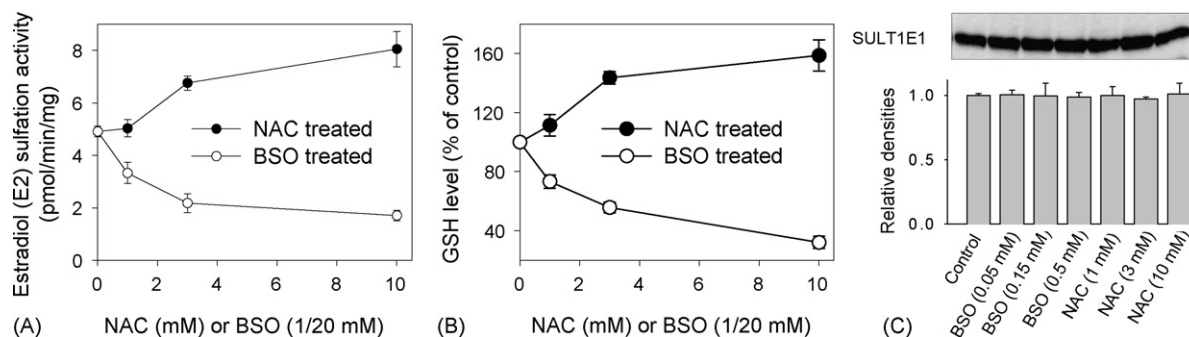 Estradiol (E2) sulfation activity
(pmol/min/mg)
8
6
4
2
0
NAC treated
BSO treated
0 2 4 6 8 10
NAC (mM) or BSO (1/20 mM)
(A)
GSH level (% of control)
160
120
80
40
NAC treated
BSO treated
0 2 4 6 8 10
NAC (mM) or BSO (1/20 mM)
(B)
SULT1E1
Relative densities
1.0
0.5
0.0
Control
BSO (0.05 mM)
BSO (0.15 mM)
BSO (0.5 mM)
NAC (1 mM)
NAC (3 mM)
NAC (10 mM)
(C)